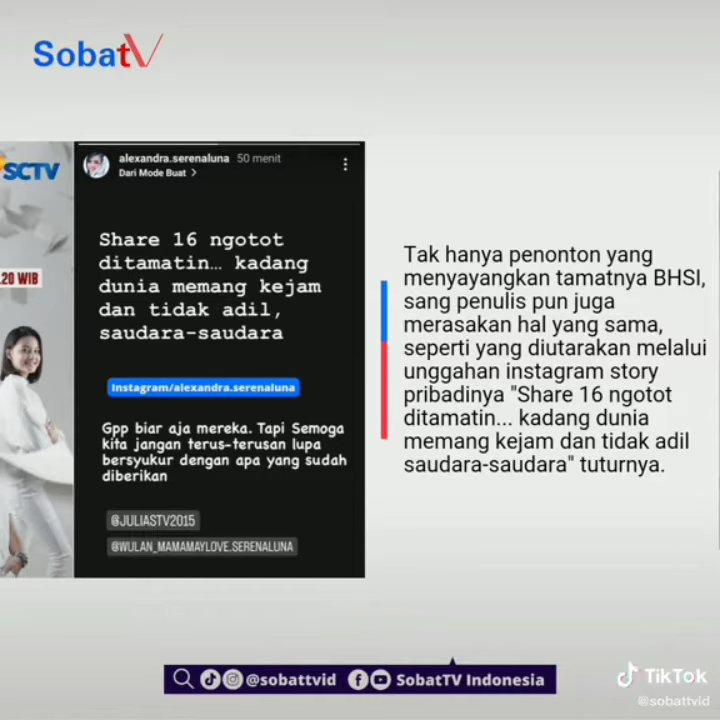 SobatV
SCTV
.20 WIB
alexandra.serenaluna 50 menit
Dari Mode Buat >
Share 16 ngotot
ditamatin... kadang
dunia memang kejam
dan tidak adil,
saudara-saudara
Instagram/alexandra.serenaluna
Gpp biar aja mereka. Tapi Semoga
kita jangan terus-terusan lupa
bersyukur dengan apa yang sudah
diberikan
@JULIASTV2015
@WULAN_MAMAMAYLOVE.SERENALUNA
Tak hanya penonton yang
menyayangkan tamatnya BHSI,
sang penulis pun juga
merasakan hal yang sama,
seperti yang diutarakan melalui
unggahan instagram story
pribadinya "Share 16 ngotot
ditamatin... kadang dunia
memang kejam dan tidak adil
saudara-saudara" tuturnya.
@sobattvid SobatTV Indonesia
TikTok
@sobattvid